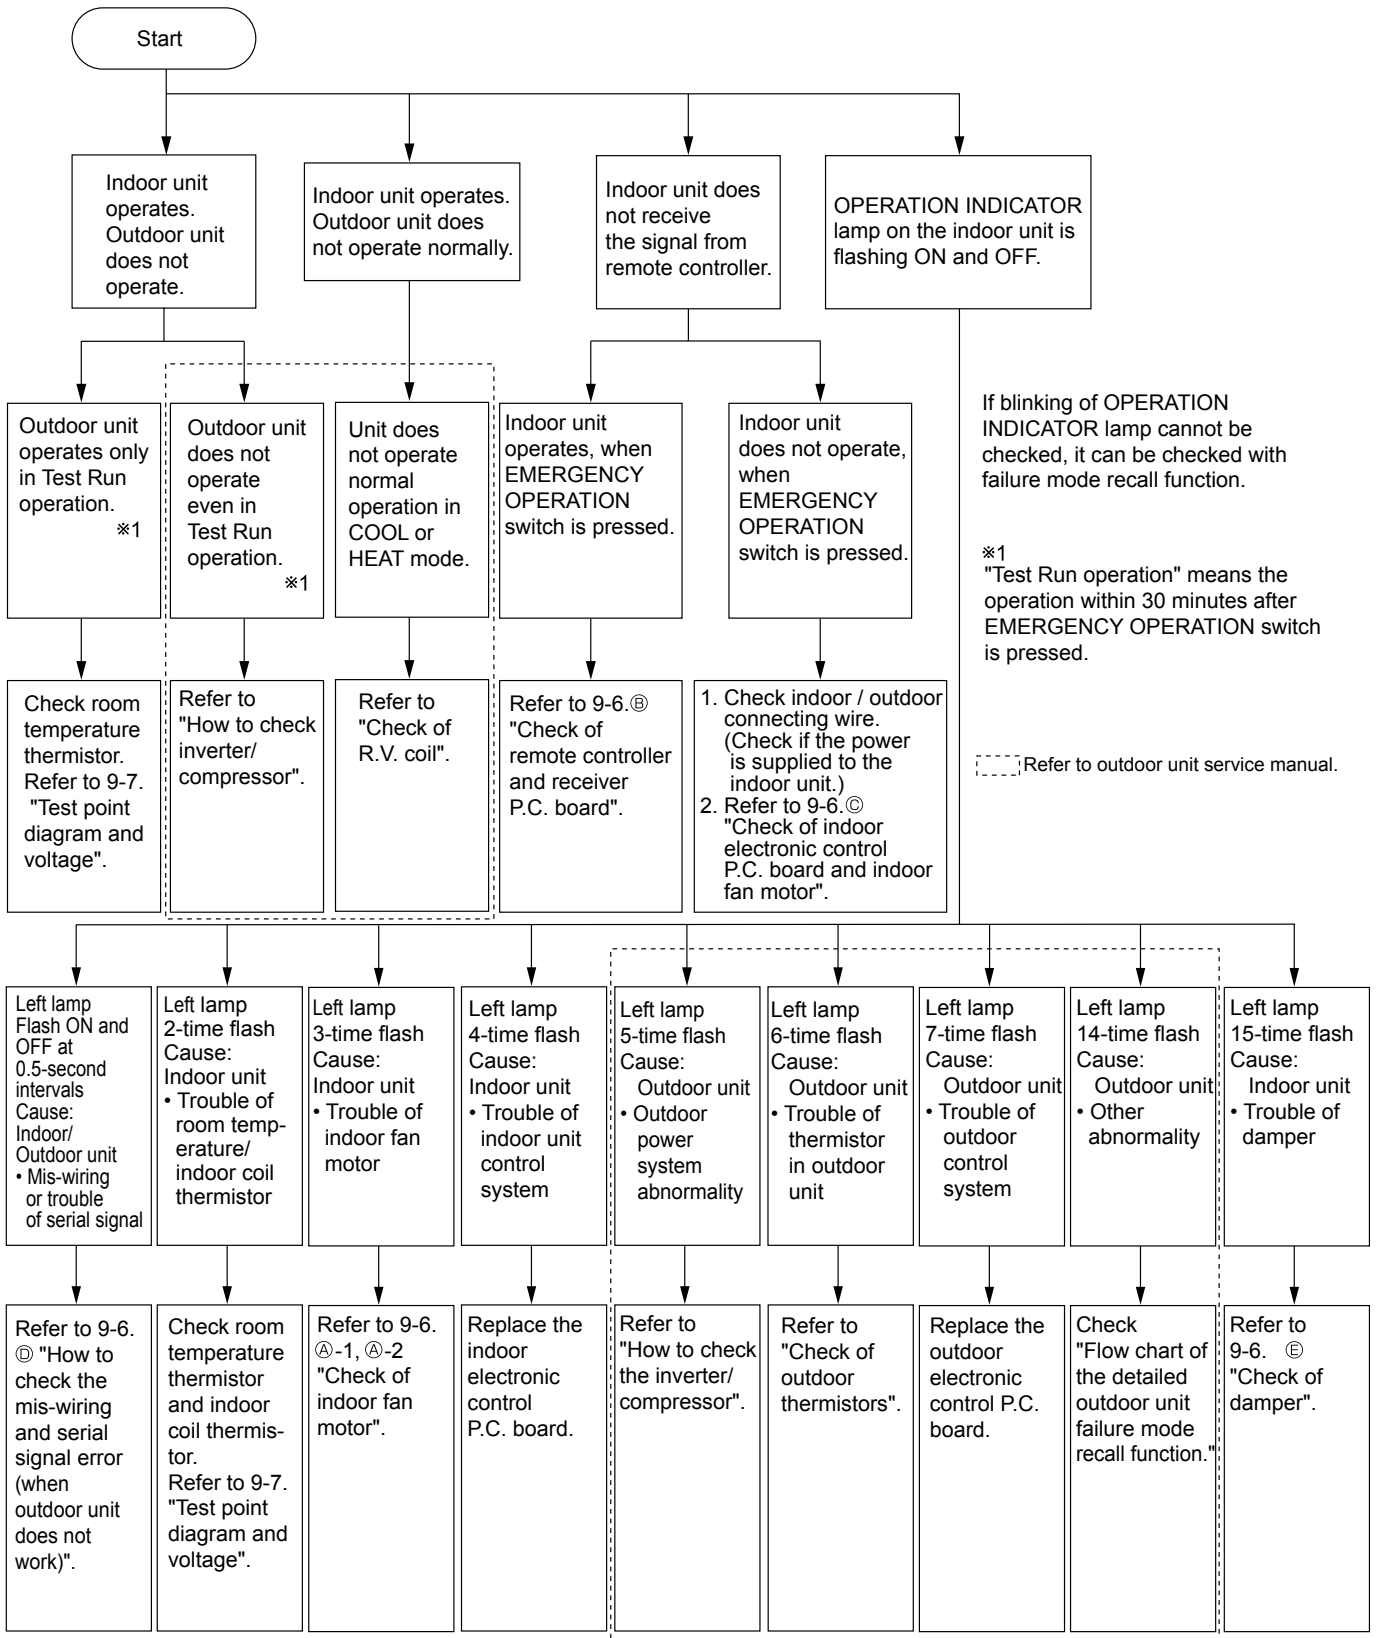 Start
Indoor unit
operates.
Outdoor unit
does not
operate.
Indoor unit operates.
Outdoor unit does
not operate normally.
Indoor unit does
not receive
the signal from
remote controller.
OPERATION INDICATOR
lamp on the indoor unit is
flashing ON and OFF.
Outdoor unit
operates only
in Test Run
operation.
※1
Outdoor unit
does not
operate
even in
Test Run
operation.
※1
Unit does
not operate
normal
operation in
COOL or
HEAT mode.
Indoor unit
operates, when
EMERGENCY
OPERATION
switch is pressed.
Indoor unit
does not operate,
when
EMERGENCY
OPERATION
switch is pressed.
If blinking of OPERATION
INDICATOR lamp cannot be
checked, it can be checked with
failure mode recall function.
※1
"Test Run operation" means the
operation within 30 minutes after
EMERGENCY OPERATION switch
is pressed.
Check room
temperature
thermistor.
Refer to 9-7.
"Test point
diagram and
voltage".
Refer to
"How to check
inverter/
compressor".
Refer to
"Check of
R.V. coil".
Refer to 9-6.Ⓑ
"Check of
remote controller
and receiver
P.C. board".
1. Check indoor / outdoor
connecting wire.
(Check if the power
is supplied to the
indoor unit.)
2. Refer to 9-6.Ⓒ
"Check of indoor
electronic control
P.C. board and indoor
fan motor".
Refer to outdoor unit service manual.
Left lamp
Flash ON and
OFF at
0.5-second
intervals
Cause:
Indoor/
Outdoor unit
• Mis-wiring
or trouble
of serial signal
Left lamp
2-time flash
Cause:
Indoor unit
• Trouble of
room temp-
erature/
indoor coil
thermistor
Left lamp
3-time flash
Cause:
Indoor unit
• Trouble of
indoor fan
motor
Left lamp
4-time flash
Cause:
Indoor unit
• Trouble of
indoor unit
control
system
Left lamp
5-time flash
Cause:
Outdoor unit
• Outdoor
power
system
abnormality
Left lamp
6-time flash
Cause:
Outdoor unit
• Trouble of
thermistor
in outdoor
unit
Left lamp
7-time flash
Cause:
Outdoor unit
• Trouble of
outdoor
control
system
Left lamp
14-time flash
Cause:
Outdoor unit
• Other
abnormality
Left lamp
15-time flash
Cause:
Indoor unit
• Trouble of
damper
Refer to 9-6.
Ⓓ "How to
check the
mis-wiring
and serial
signal error
(when
outdoor unit
does not
work)".
Check room
temperature
thermistor
and indoor
coil thermis-
tor.
Refer to 9-7.
"Test point
diagram and
voltage".
Refer to 9-6.
Ⓐ-1, Ⓐ-2
"Check of
indoor fan
motor".
Replace the
indoor
electronic
control
P.C. board.
Refer to
"How to check
the inverter/
compressor".
Refer to
"Check of
outdoor
thermistors".
Replace the
outdoor
electronic
control P.C.
board.
Check
"Flow chart of
the detailed
outdoor unit
failure mode
recall function."
Refer to
9-6. Ⓔ
"Check of
damper".